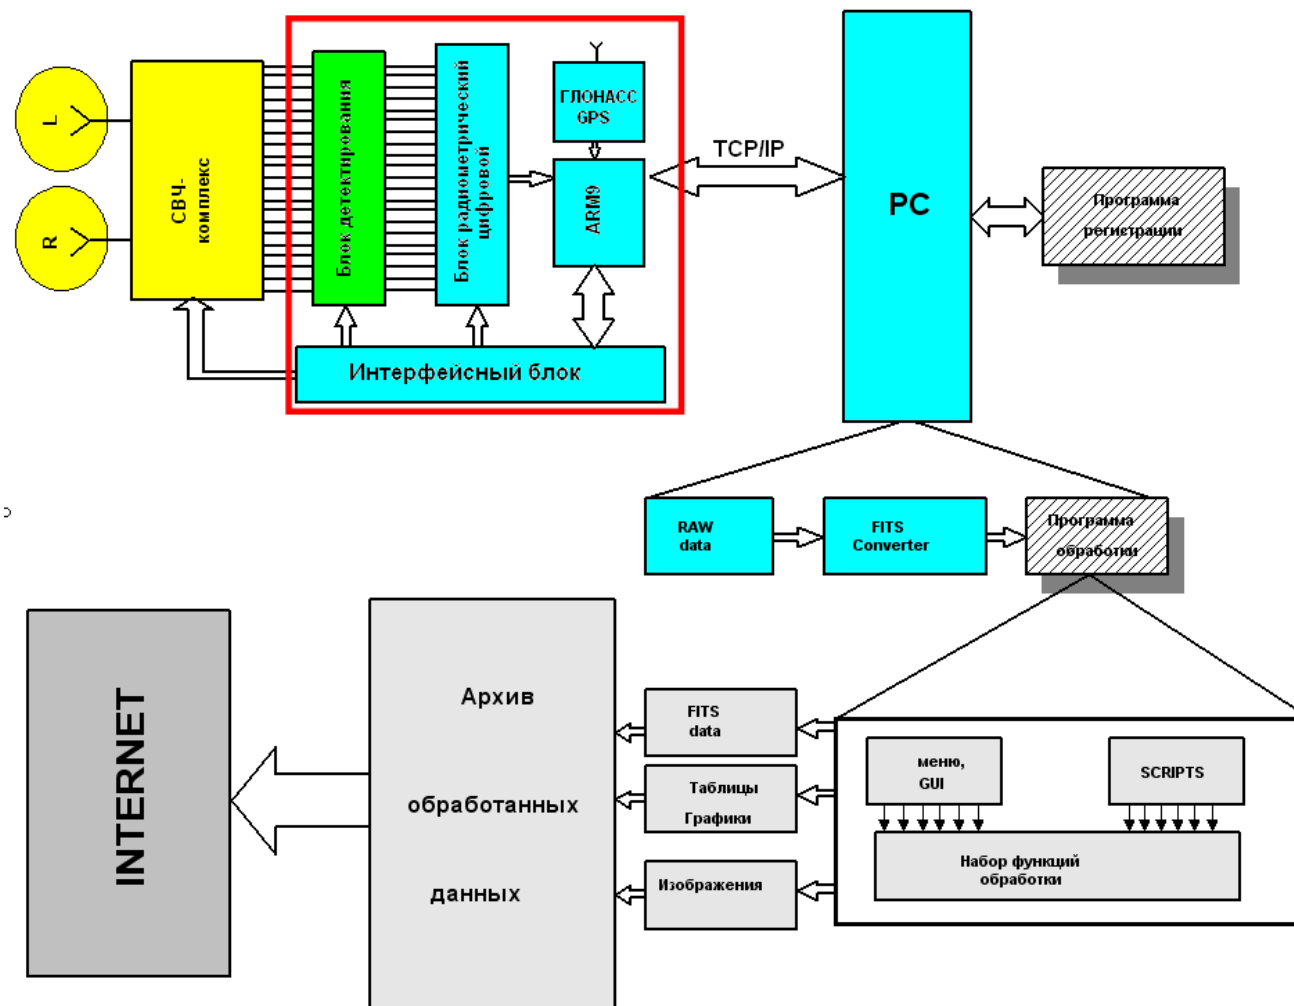 L
R
СВЧ-
комплекс
Блок детектирования
Блок радиометрический
цифровой
ГЛОНАСС
GPS
ARM9
Интерфейсный блок
TCP/IP
PC
Программа
регистрации
RAW
data
FITS
Converter
Программа
обработки
INTERNET
Архив
обработанных
данных
FITS
data
Таблицы
Графики
Изображения
меню,
GUI
SCRIPTS
Набор функций
обработки